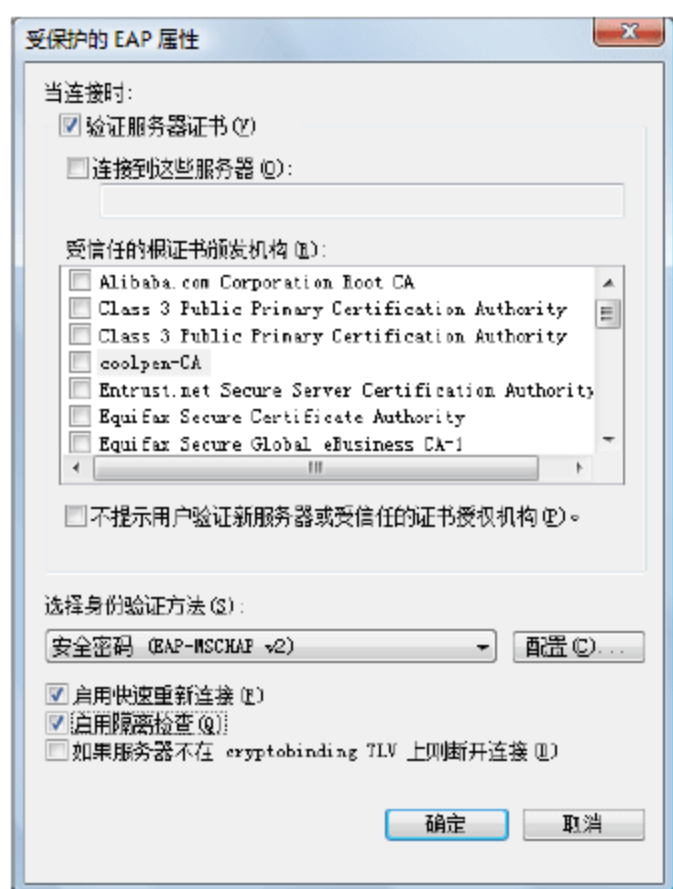 受保护的 EAP 属性
当连接时:
验证服务器证书(V)
连接到这些服务器(O):
受信任的根证书颁发机构(R):
Alibaba.com Corporation Root CA
Class 3 Public Primary Certification Authority
Class 3 Public Primary Certification Authority
coolpen-CA
Entrust.net Secure Server Certification Authority
Equifax Secure Certificate Authority
Equifax Secure Global eBusiness CA-1
不提示用户验证新服务器或受信任的证书授权机构(P)。
选择身份验证方法(S):
安全密码 (EAP-MSCHAP v2)
配置(C)...
启用快速重新连接(F)
启用隔离检查(Q)
如果服务器不在 cryptobinding TLV 上则断开连接(D)
确定
取消